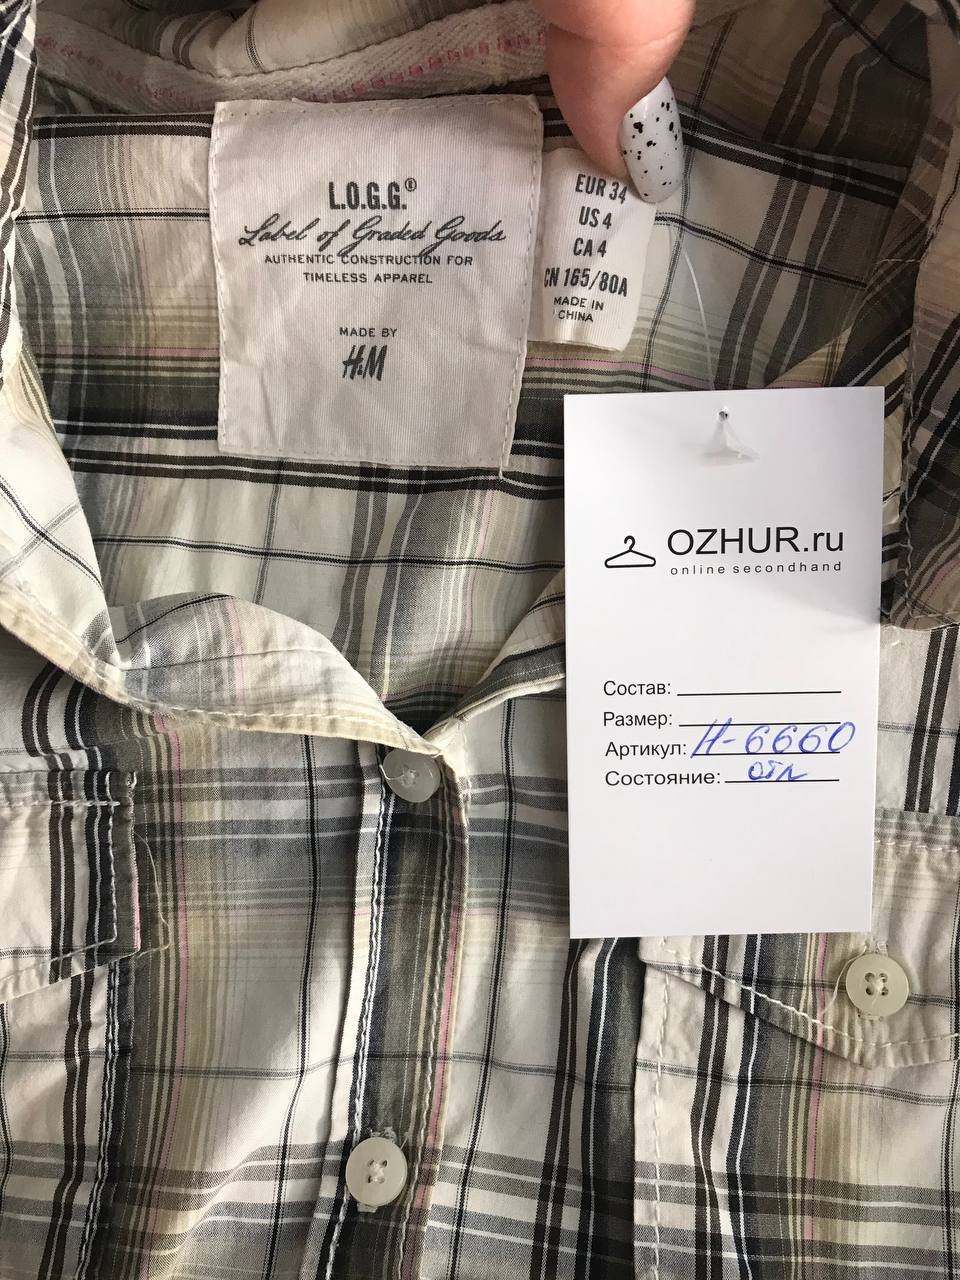 L.O.G.G.®
Label of Graded Goods
AUTHENTIC CONSTRUCTION FOR
TIMELESS APPAREL
MADE BY
H&M
EUR 34
US 4
CA 4
CN 165/80A
MADE IN
CHINA
OZHUR.ru
online secondhand
Состав:
Размер:
Артикул: Н-6660
Состояние: отл